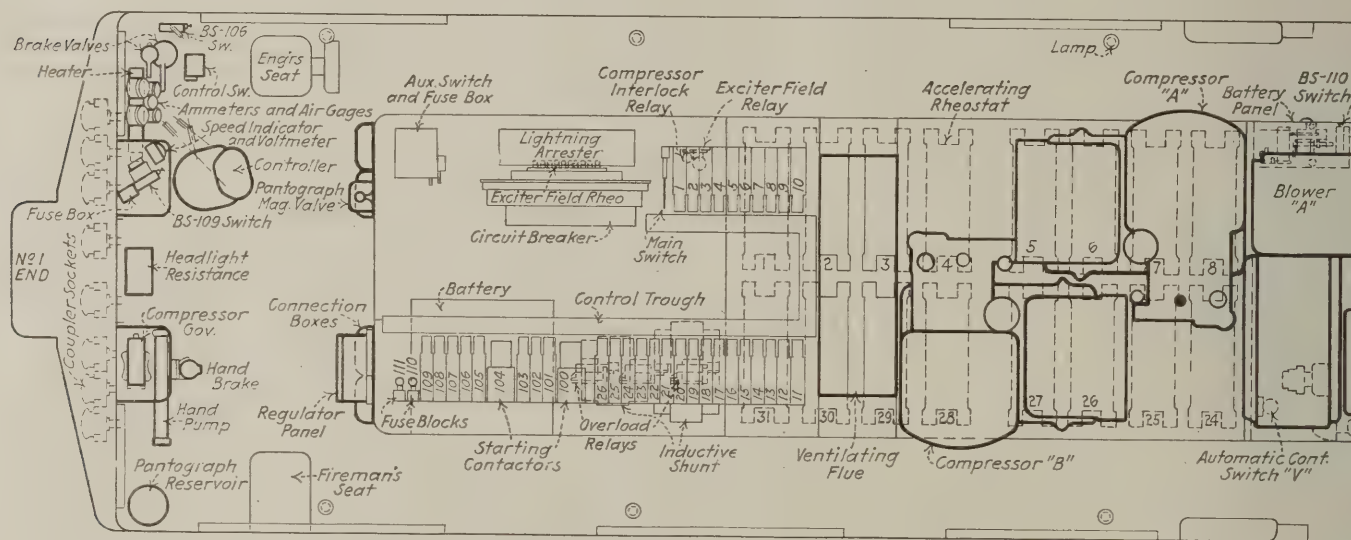 BS-106
Sw.
Brake Valves
Heater
Eng'rs
Seat
Control Sw.
Ammeters and Air Gages
Speed Indicator
and Voltmeter
Controller
Pantograph
Mag. Valve
Fuse Box
BS-109 Switch
Nº 1
END
Coupler Sockets
Headlight
Resistance
Compressor
Gov.
Hand
Brake
Hand
Pump
Pantograph
Reservoir
Fireman's
Seat
Aux. Switch
and Fuse Box
Lightning
Arrester
Exciter Field Rheo
Circuit Breaker
Compressor
Interlock
Relay
Exciter Field
Relay
1 2 3 4 5 6 7 8 9 10
Main
Switch
Lamp
Accelerating
Rheostat
Compressor
"A"
BS-110
Switch
Battery
Panel
Blower
"A"
1 2 3 4 5 6 7 8
Connection
Boxes
Battery
Control Trough
Regulator
Panel
111 110 109 108 107 106 105 104 103 102 101 100 26 25 24 23 22 21 20 19 18 17 16 15 14 13 12 11
Fuse Blocks
Starting
Contactors
Overload
Relays
Inductive
Shunt
31 30 29 28 27 26 25 24
Ventilating
Flue
Compressor "B"
Automatic Cont.
Switch "V"